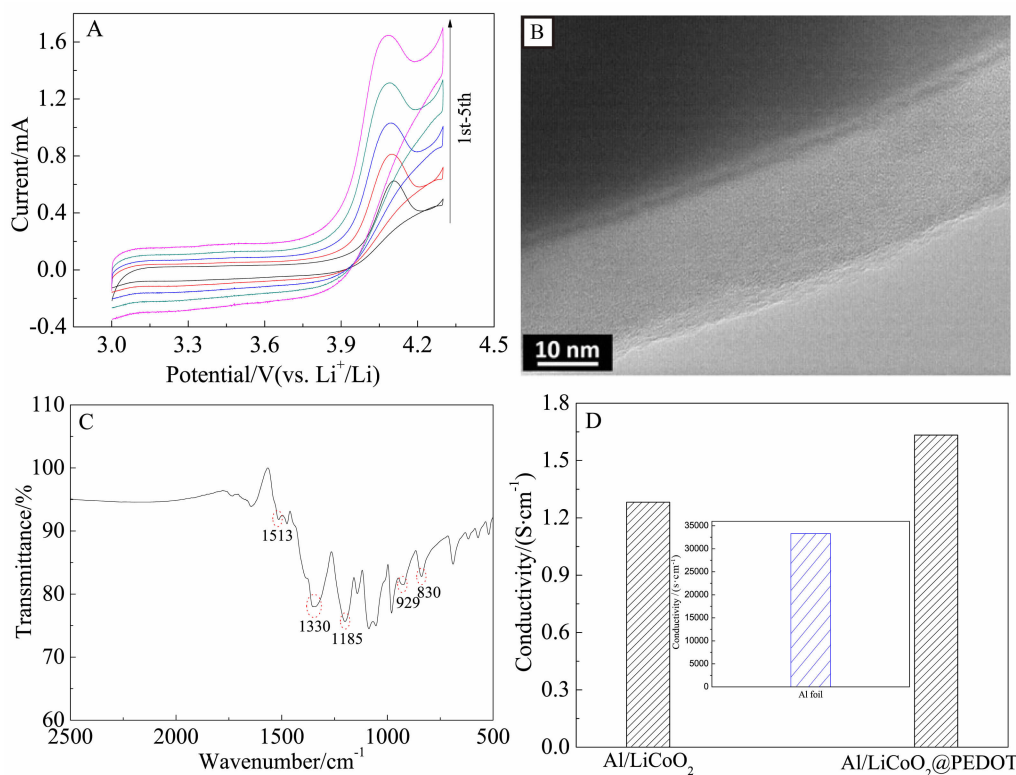 A
1.6
1.2
0.8
0.4
0.0
-0.4
Current/mA
1st-5th
3.0 3.3 3.6 3.9 4.2 4.5
Potential/V(vs. Li⁺/Li)
B
10 nm
C
110
100
90
80
70
60
Transmittance/%
1513
1330
1185
929
830
2500 2000 1500 1000 500
Wavenumber/cm⁻¹
D
1.8
1.5
1.2
0.9
0.6
0.3
0.0
Conductivity/(S·cm⁻¹)
35000
30000
25000
20000
15000
10000
5000
0
Conductivity / (s·cm⁻¹)
Al foil
Al/LiCoO₂ Al/LiCoO₂@PEDOT